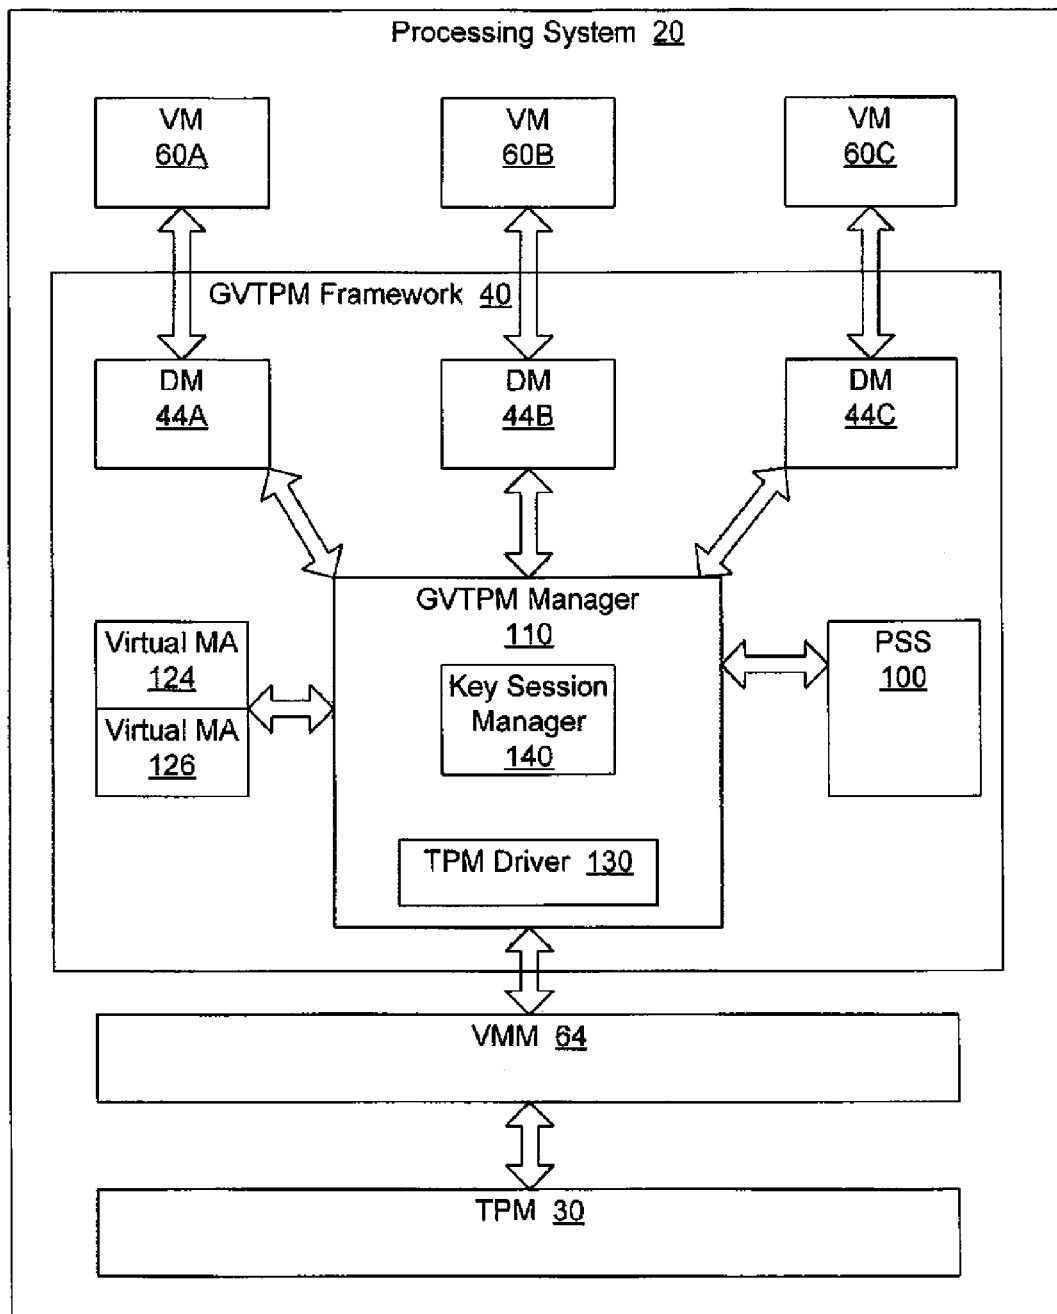 Processing System 20
VM
60A
VM
60B
VM
60C
GVTPM Framework 40
DM
44A
DM
44B
DM
44C
GVTPM Manager
110
Virtual MA
124
Virtual MA
126
Key Session
Manager
140
PSS
100
TPM Driver 130
VMM 64
TPM 30